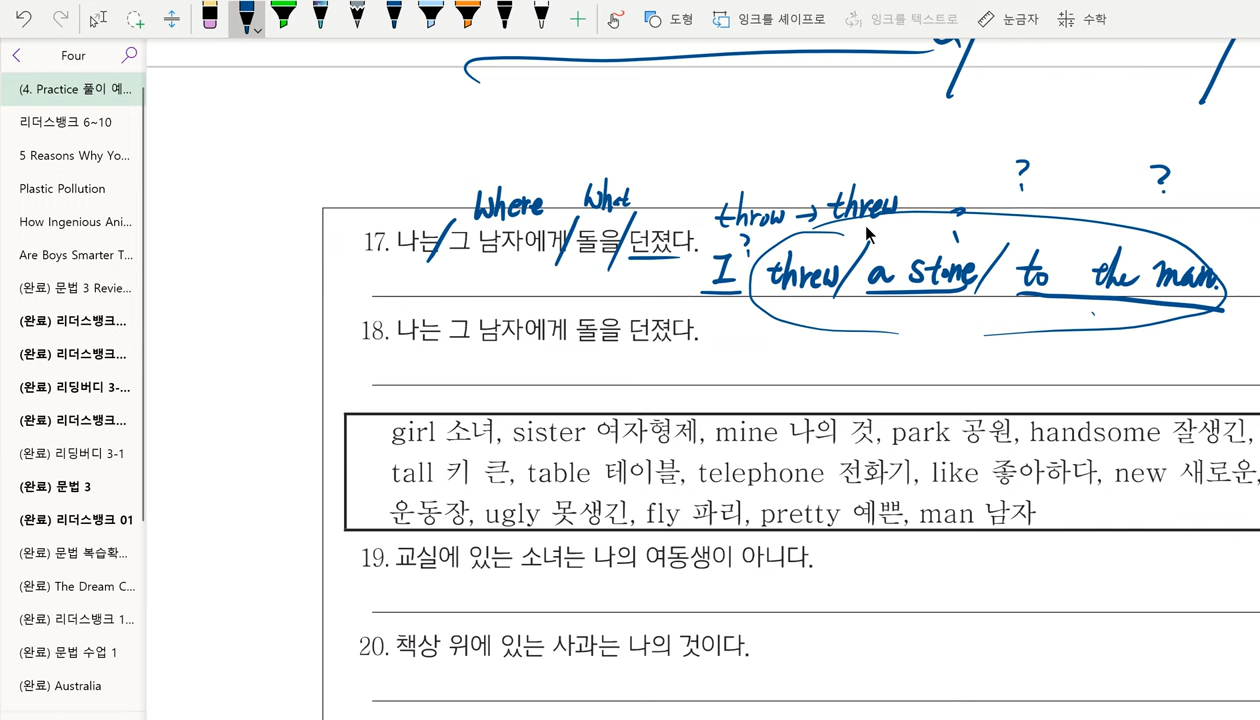 도형
잉크를 셰이프로
잉크를 텍스트로
눈금자
수학
Four
(4. Practice 풀이 예...
리더스뱅크 6~10
5 Reasons Why Yo...
Plastic Pollution
How Ingenious Ani...
Are Boys Smarter T...
(완료) 문법 3 Revie...
(완료) 리더스뱅크...
(완료) 리더스뱅크...
(완료) 리딩버디 3-...
(완료) 리더스뱅크...
(완료) 리딩버디 3-1
(완료) 문법 3
(완료) 리더스뱅크 01
(완료) 문법 복습확...
(완료) The Dream C...
(완료) 리더스뱅크 1...
(완료) 문법 수업 1
(완료) Australia
? ?
Where What throw → threw
17. 나는 그 남자에게 돌을 던졌다.
?
I threw / a stone / to the man.
18. 나는 그 남자에게 돌을 던졌다.
girl 소녀, sister 여자형제, mine 나의 것, park 공원, handsome 잘생긴,
tall 키 큰, table 테이블, telephone 전화기, like 좋아하다, new 새로운,
운동장, ugly 못생긴, fly 파리, pretty 예쁜, man 남자
19. 교실에 있는 소녀는 나의 여동생이 아니다.
20. 책상 위에 있는 사과는 나의 것이다.